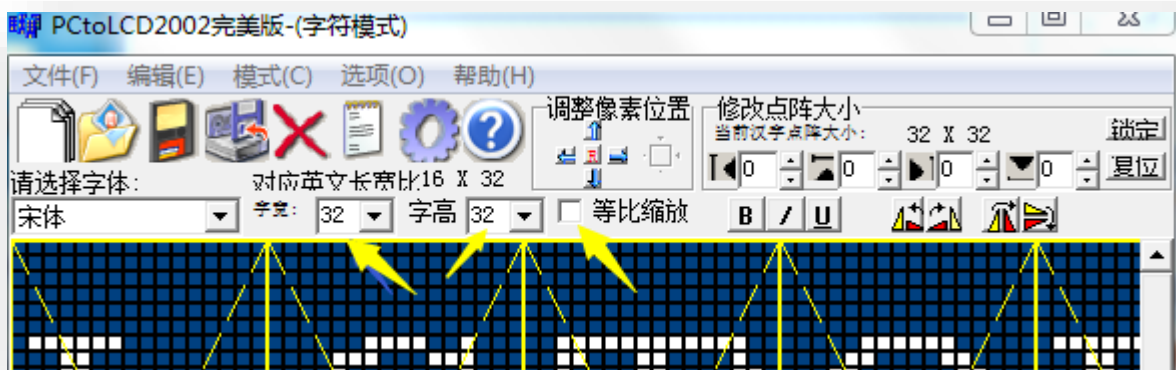 PCtoLCD2002完美版-(字符模式)
文件(F) 编辑(E) 模式(C) 选项(O) 帮助(H)
调整像素位置 修改点阵大小
当前汉字点阵大小: 32 X 32 锁定
0 0 0 0 复位
请选择字体: 对应英文长宽比16 X 32
宋体 字宽: 32 字高 32 等比缩放 B I U